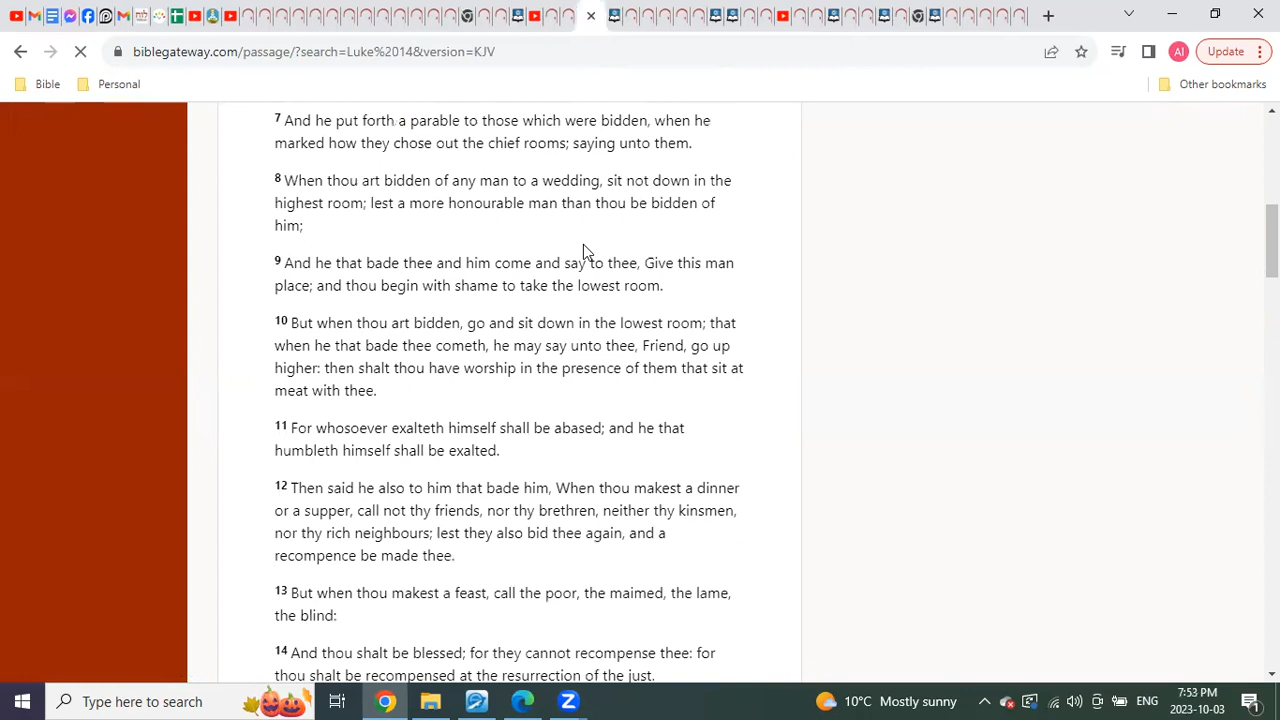 biblegateway.com/passage/?search=Luke%2014&version=KJV
AI
Update
Bible
Personal
Other bookmarks
7 And he put forth a parable to those which were bidden, when he
marked how they chose out the chief rooms; saying unto them.
8 When thou art bidden of any man to a wedding, sit not down in the
highest room; lest a more honourable man than thou be bidden of
him;
9 And he that bade thee and him come and say to thee, Give this man
place; and thou begin with shame to take the lowest room.
10 But when thou art bidden, go and sit down in the lowest room; that
when he that bade thee cometh, he may say unto thee, Friend, go up
higher: then shalt thou have worship in the presence of them that sit at
meat with thee.
11 For whosoever exalteth himself shall be abased; and he that
humbleth himself shall be exalted.
12 Then said he also to him that bade him, When thou makest a dinner
or a supper, call not thy friends, nor thy brethren, neither thy kinsmen,
nor thy rich neighbours; lest they also bid thee again, and a
recompence be made thee.
13 But when thou makest a feast, call the poor, the maimed, the lame,
the blind:
14 And thou shalt be blessed; for they cannot recompense thee: for
thou shalt be recompensed at the resurrection of the just.
Type here to search
10°C Mostly sunny
ENG
7:53 PM
2023-10-03
1